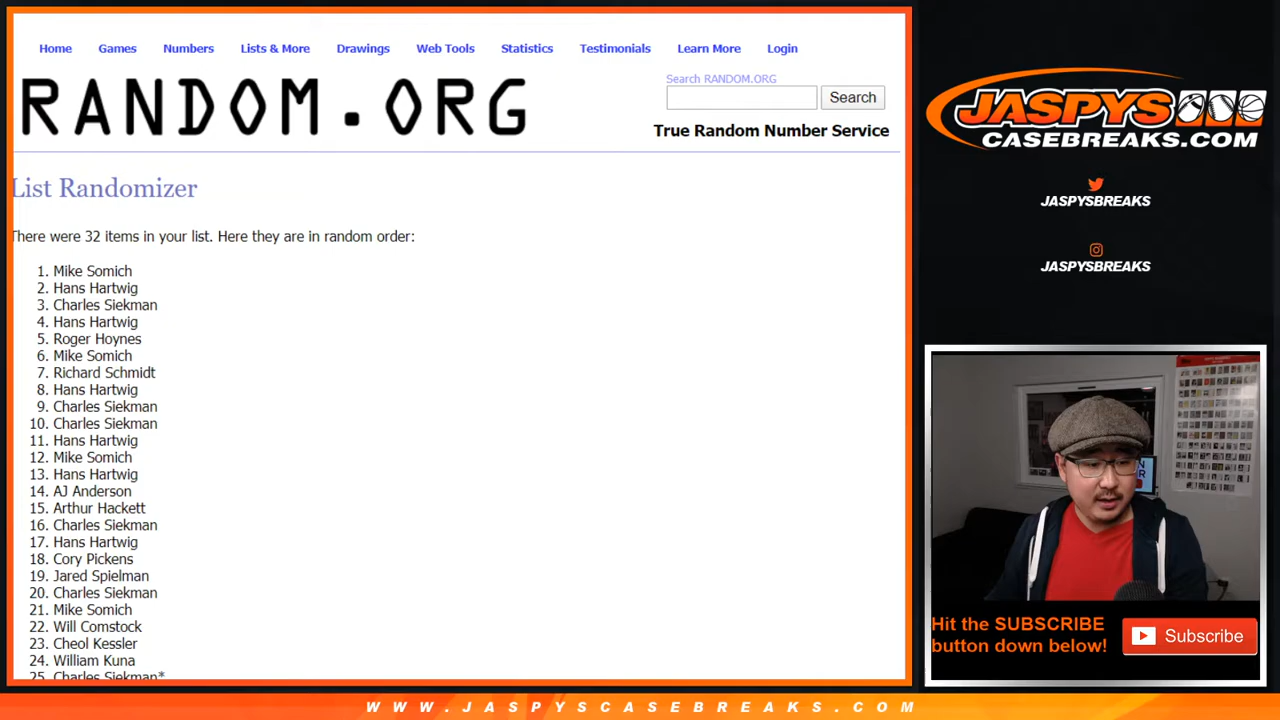 Home Games Numbers Lists & More Drawings Web Tools Statistics Testimonials Learn More Login
RANDOM.ORG
Search RANDOM.ORG
Search
True Random Number Service
List Randomizer
There were 32 items in your list. Here they are in random order:
1. Mike Somich
2. Hans Hartwig
3. Charles Siekman
4. Hans Hartwig
5. Roger Hoynes
6. Mike Somich
7. Richard Schmidt
8. Hans Hartwig
9. Charles Siekman
10. Charles Siekman
11. Hans Hartwig
12. Mike Somich
13. Hans Hartwig
14. AJ Anderson
15. Arthur Hackett
16. Charles Siekman
17. Hans Hartwig
18. Cory Pickens
19. Jared Spielman
20. Charles Siekman
21. Mike Somich
22. Will Comstock
23. Cheol Kessler
24. William Kuna
25. Charles Siekman*
JASPYS
CASEBREAKS.COM
JASPYSBREAKS
JASPYSBREAKS
Hit the SUBSCRIBE
button down below!
Subscribe
WWW.JASPYSCASEBREAKS.COM